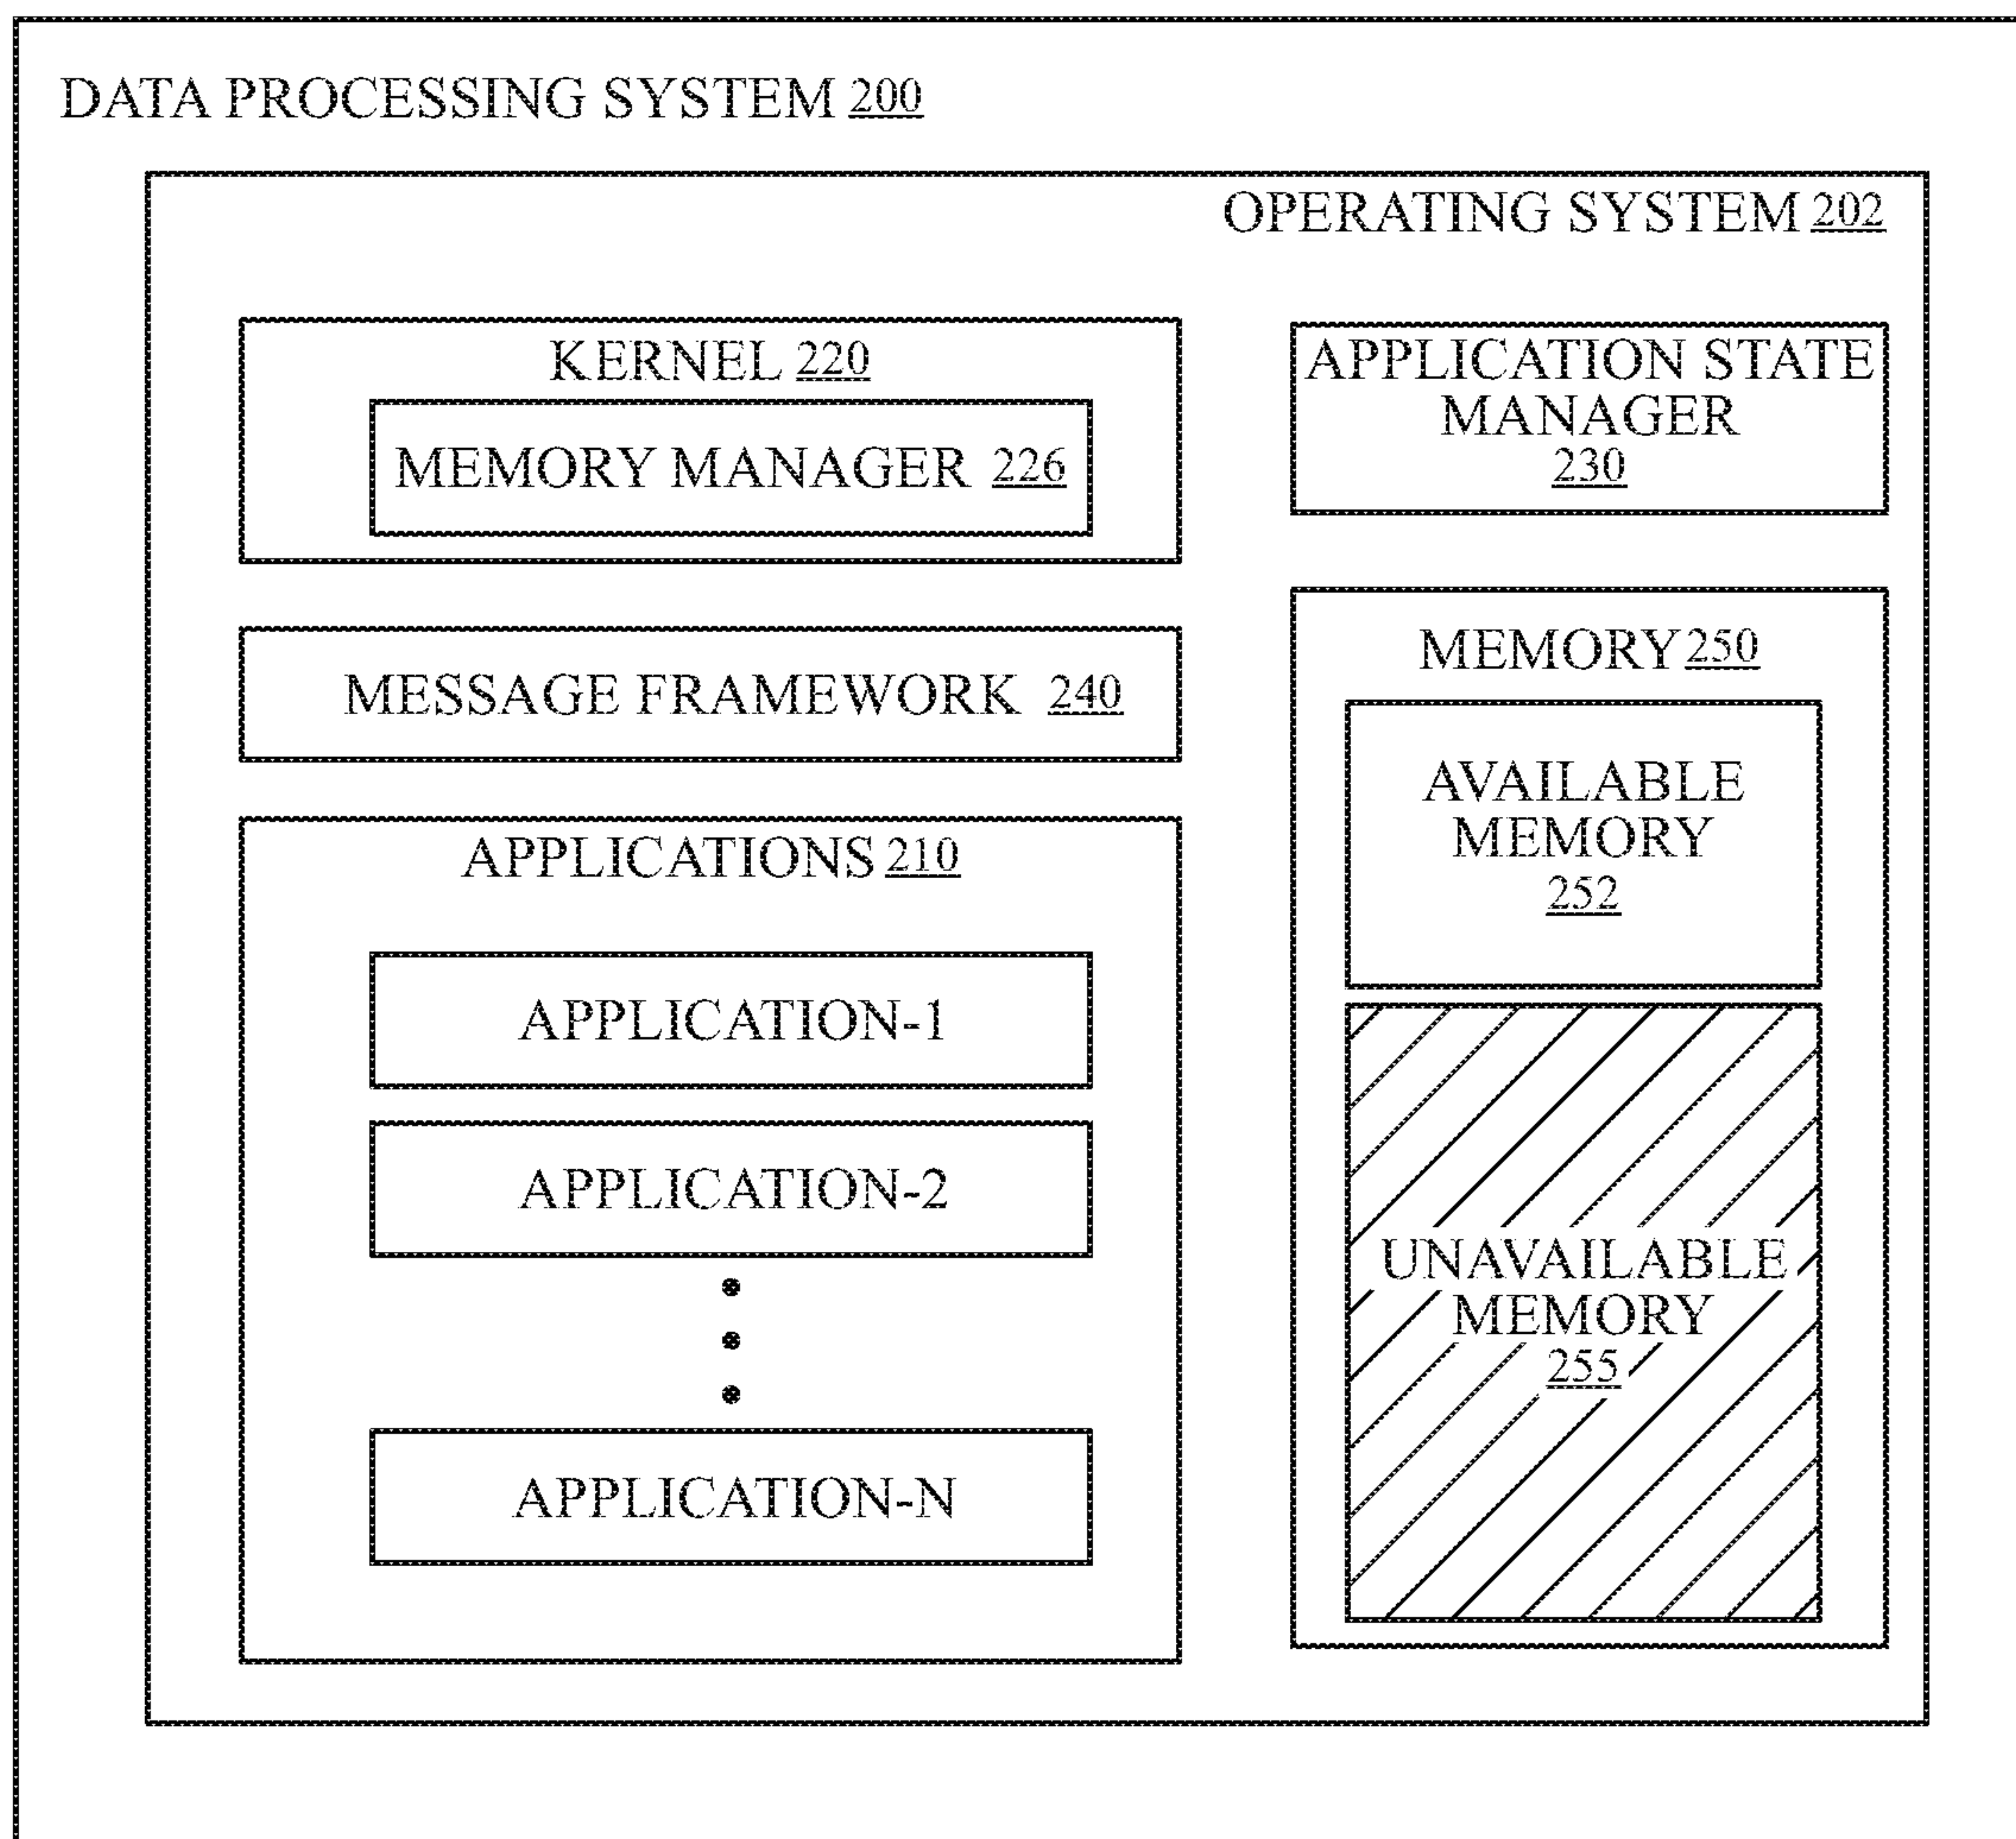 DATA PROCESSING SYSTEM 200
OPERATING SYSTEM 202
KERNEL 220
MEMORY MANAGER 226
MESSAGE FRAMEWORK 240
APPLICATIONS 210
APPLICATION-1
APPLICATION-2
APPLICATION-N
APPLICATION STATE
MANAGER
230
MEMORY 250
AVAILABLE
MEMORY
252
UNAVAILABLE
MEMORY
255